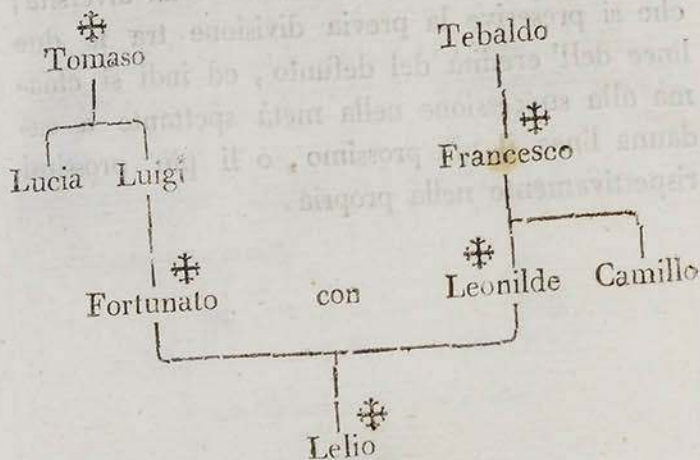 Tomaso
Tebaldo
Lucia Luigi
Francesco
Fortunato con Leonilde Camillo
Lelio